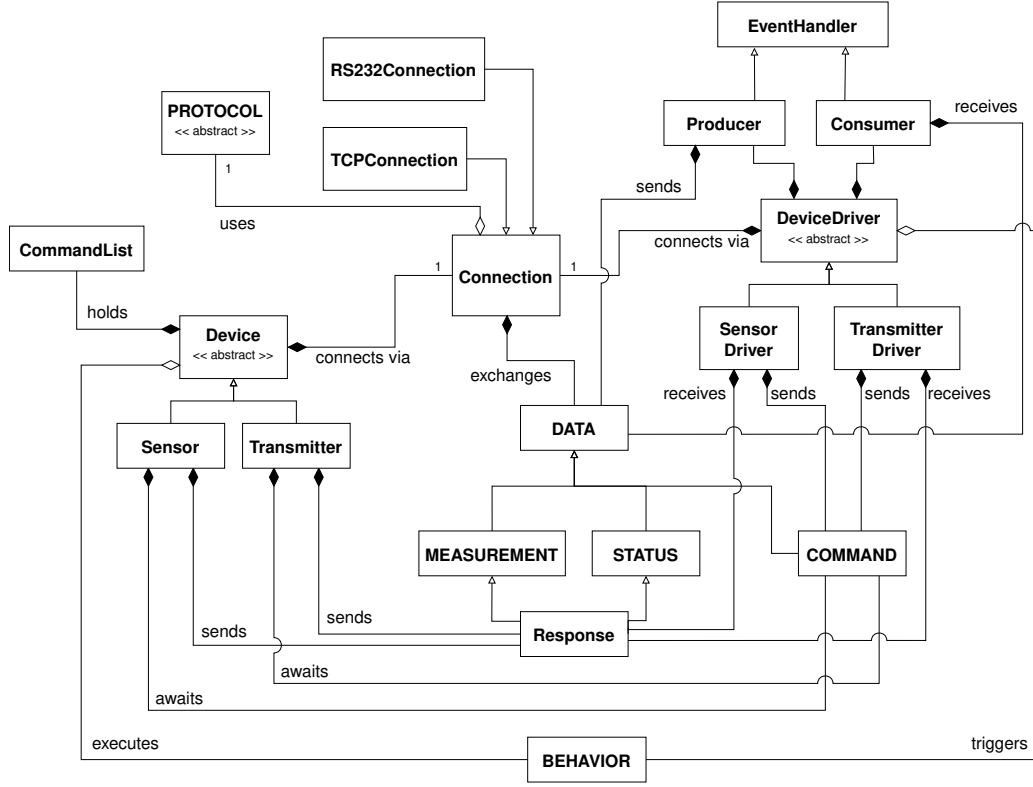 EventHandler
RS232Connection
PROTOCOL
<< abstract >>
1
Producer
Consumer
receives
TCPConnection
sends
uses
DeviceDriver
<< abstract >>
connects via
CommandList
1
Connection
1
holds
Device
<< abstract >>
connects via
Sensor
Driver
Transmitter
Driver
exchanges
receives
sends
sends
receives
DATA
Sensor
Transmitter
MEASUREMENT
STATUS
COMMAND
sends
Response
sends
awaits
awaits
executes
BEHAVIOR
triggers